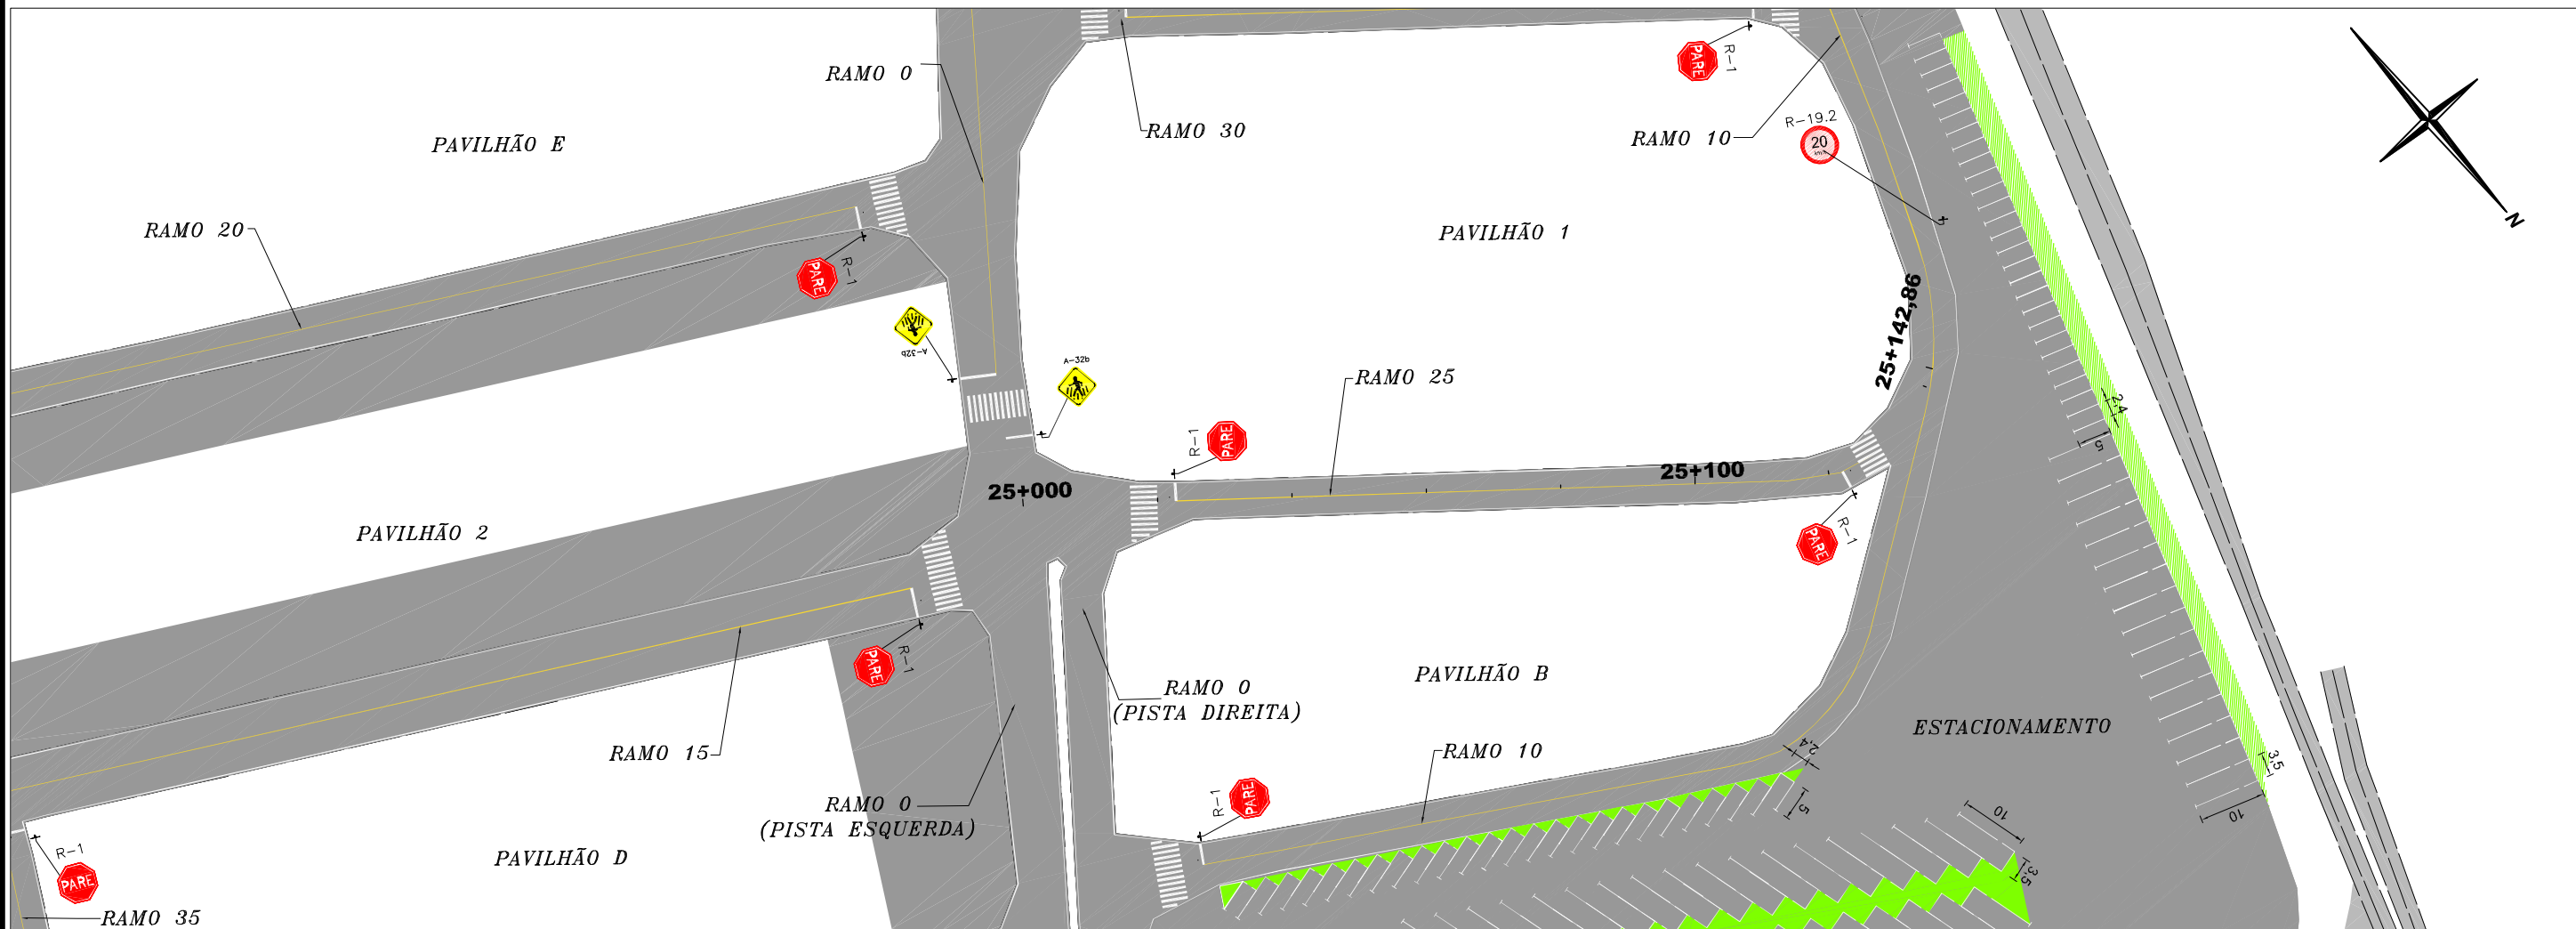 PARE
R-1
RAMO 0
RAMO 30
RAMO 10
R-19.2
20
km/h
PAVILHÃO E
RAMO 20
PAVILHÃO 1
N
PARE
R-1
A-32b
A-32b
25+142,86
RAMO 25
2,4
5
R-1
PARE
25+000
25+100
PAVILHÃO 2
PARE
R-1
PARE
R-1
PAVILHÃO B
RAMO 0
(PISTA DIREITA)
ESTACIONAMENTO
RAMO 15
RAMO 10
2,4
3,5
R-1
PARE
RAMO 0
(PISTA ESQUERDA)
5
10
10
PAVILHÃO D
R-1
PARE
3,5
RAMO 35